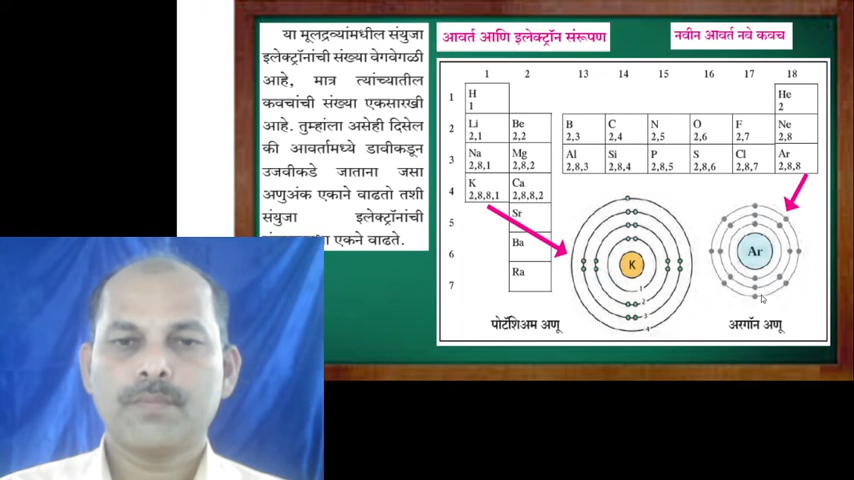 या मूलद्रव्यांमधील संयुजा
इलेक्ट्रॉनांची संख्या वेगवेगळी
आहे, मात्र त्यांच्यातील
कवचांची संख्या एकसारखी
आहे. तुम्हांला असेही दिसेल
की आवर्तामध्ये डावीकडून
उजवीकडे जाताना जसा
अणुअंक एकाने वाढतो तशी
संयुजा इलेक्ट्रॉनांची
एकने वाढते.
आवर्त आणि इलेक्ट्रॉन संरूपण
नवीन आवर्त नवे कवच
1 2 13 14 15 16 17 18
1 H He
1 2
2 Li Be B C N O F Ne
2,1 2,2 2,3 2,4 2,5 2,6 2,7 2,8
3 Na Mg Al Si P S Cl Ar
2,8,1 2,8,2 2,8,3 2,8,4 2,8,5 2,8,6 2,8,7 2,8,8
4 K Ca
2,8,8,1 2,8,8,2
5 Sr
6 Ba
7 Ra
K
1
2
3
4
Ar
पोटॅशिअम अणू
अरगॉन अणू